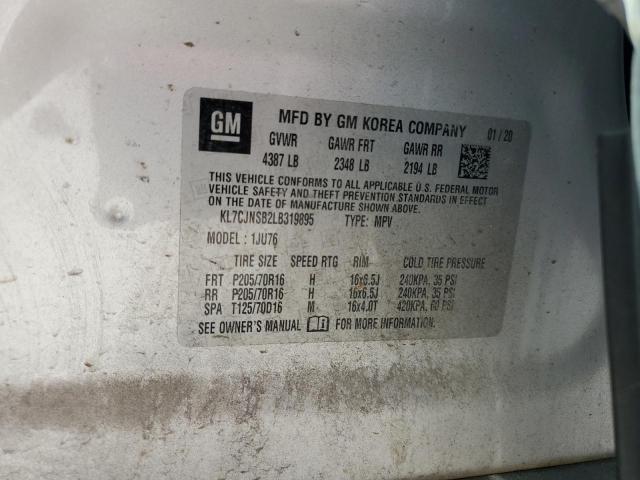 GM
MFD BY GM KOREA COMPANY 01/20
GVWR GAWR FRT GAWR RR
4387 LB 2348 LB 2194 LB
THIS VEHICLE CONFORMS TO ALL APPLICABLE U.S. FEDERAL MOTOR
VEHICLE SAFETY AND THEFT PREVENTION STANDARDS IN EFFECT
ON THE DATE OF MANUFACTURE SHOWN ABOVE.
KL7CJNSB2LB319895 TYPE: MPV
MODEL: 1JU76
TIRE SIZE SPEED RTG RIM COLD TIRE PRESSURE
FRT P205/70R16 H 16x6.5J 240KPA, 35 PSI
RR P205/70R16 H 16x6.5J 240KPA, 35 PSI
SPA T125/70D16 M 16x4.0T 420KPA, 60 PSI
SEE OWNER'S MANUAL FOR MORE INFORMATION.